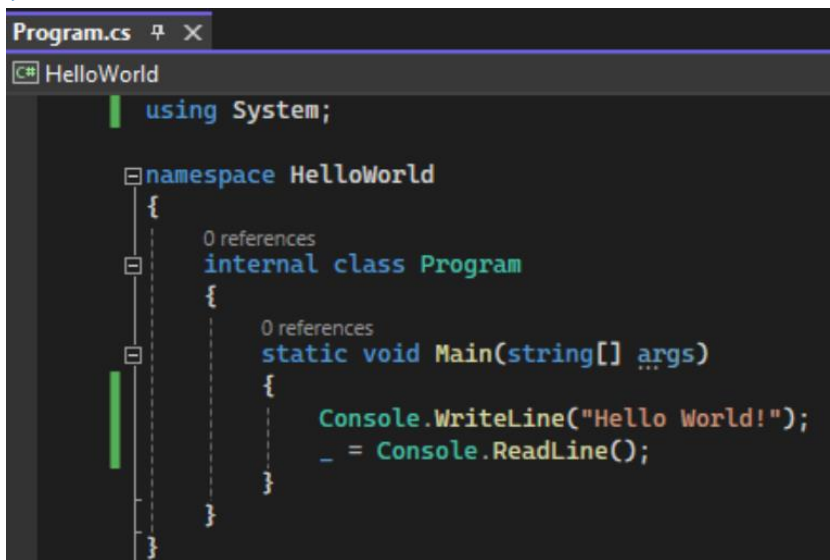 Program.cs
C# HelloWorld
using System;
namespace HelloWorld
{
0 references
internal class Program
{
0 references
static void Main(string[] args)
{
Console.WriteLine("Hello World!");
_ = Console.ReadLine();
}
}
}